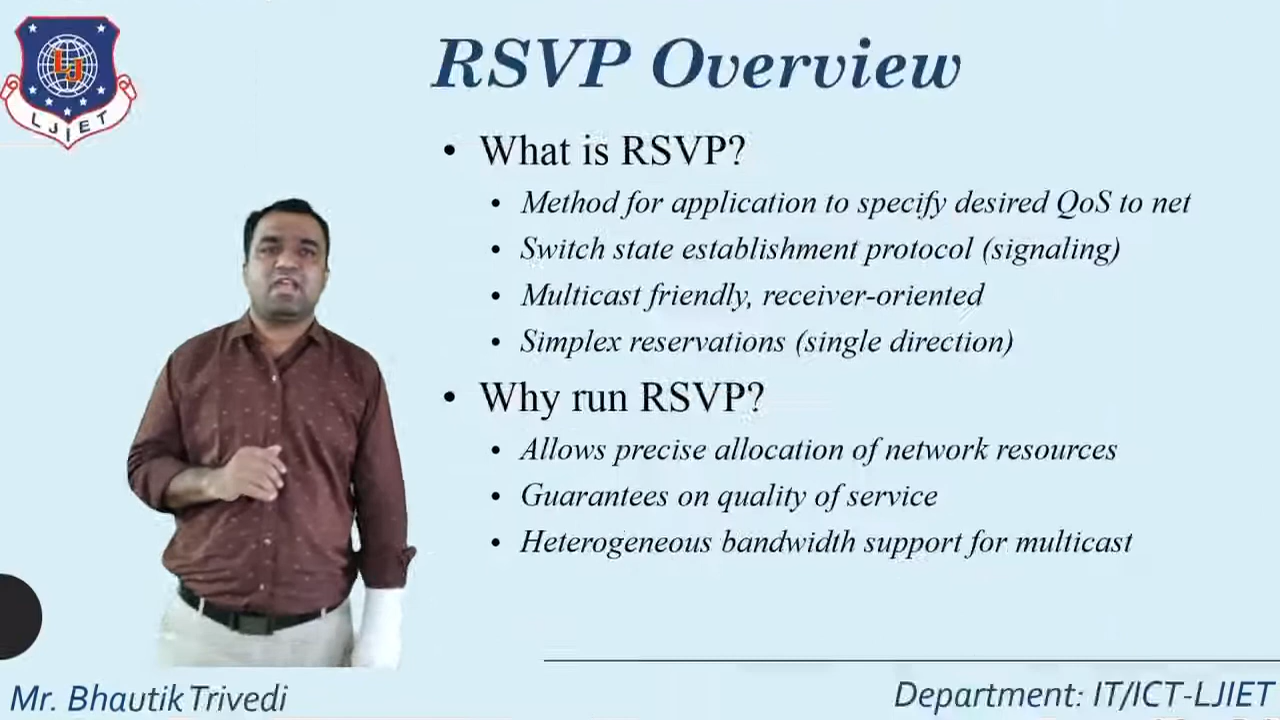 LJ
LJIET
RSVP Overview
• What is RSVP?
• Method for application to specify desired QoS to net
• Switch state establishment protocol (signaling)
• Multicast friendly, receiver-oriented
• Simplex reservations (single direction)
• Why run RSVP?
• Allows precise allocation of network resources
• Guarantees on quality of service
• Heterogeneous bandwidth support for multicast
Mr. Bhautik Trivedi
Department: IT/ICT-LJIET